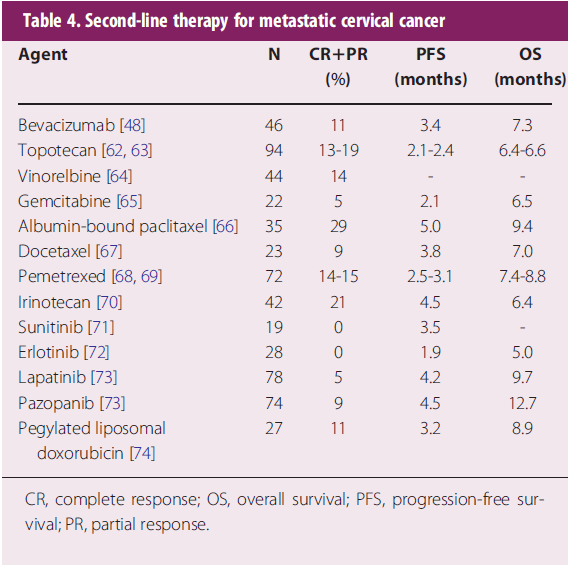 Table 4. Second-line therapy for metastatic cervical cancer
Agent N CR+PR (%) PFS (months) OS (months)
Bevacizumab [48] 46 11 3.4 7.3
Topotecan [62, 63] 94 13-19 2.1-2.4 6.4-6.6
Vinorelbine [64] 44 14 - -
Gemcitabine [65] 22 5 2.1 6.5
Albumin-bound paclitaxel [66] 35 29 5.0 9.4
Docetaxel [67] 23 9 3.8 7.0
Pemetrexed [68, 69] 72 14-15 2.5-3.1 7.4-8.8
Irinotecan [70] 42 21 4.5 6.4
Sunitinib [71] 19 0 3.5 -
Erlotinib [72] 28 0 1.9 5.0
Lapatinib [73] 78 5 4.2 9.7
Pazopanib [73] 74 9 4.5 12.7
Pegylated liposomal 27 11 3.2 8.9
doxorubicin [74]
CR, complete response; OS, overall survival; PFS, progression-free sur-
vival; PR, partial response.